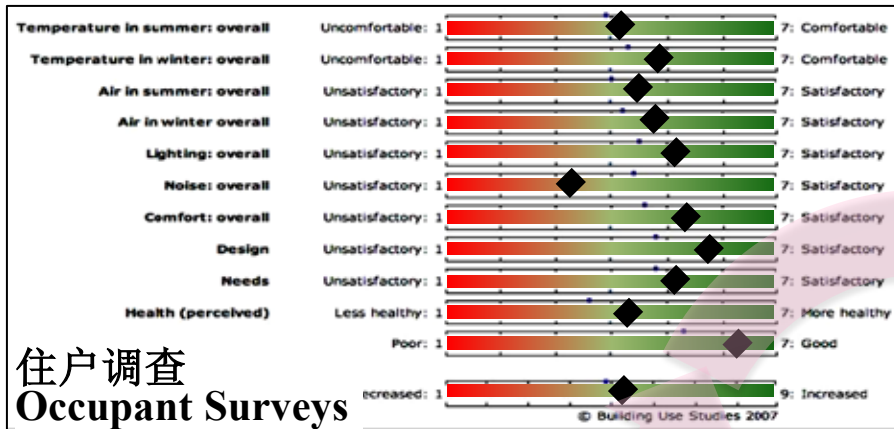 Temperature in summer: overall Uncomfortable: 1 7: Comfortable
Temperature in winter: overall Uncomfortable: 1 7: Comfortable
Air in summer: overall Unsatisfactory: 1 7: Satisfactory
Air in winter overall Unsatisfactory: 1 7: Satisfactory
Lighting: overall Unsatisfactory: 1 7: Satisfactory
Noise: overall Unsatisfactory: 1 7: Satisfactory
Comfort: overall Unsatisfactory: 1 7: Satisfactory
Design Unsatisfactory: 1 7: Satisfactory
Needs Unsatisfactory: 1 7: Satisfactory
Health (perceived) Less healthy: 1 7: More healthy
Poor: 1 7: Good
住户调查
Occupant Surveys
ecreased: 1 9: Increased
© Building Use Studies 2007